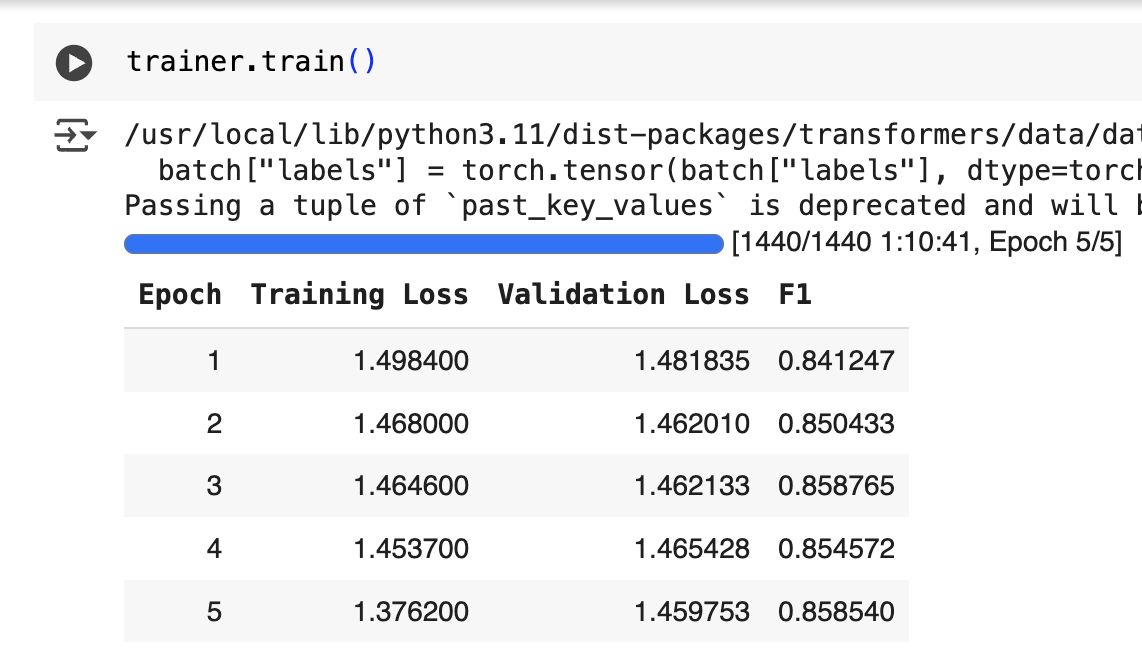 trainer.train()
/usr/local/lib/python3.11/dist-packages/transformers/data/
batch["labels"] = torch.tensor(batch["labels"],
Passing a tuple of `past_key_values` is deprecated and will
[1440/1440 1:10:41, Epoch 5/5]
Epoch Training Loss Validation Loss F1
1 1.498400 1.481835 0.841247
2 1.468000 1.462010 0.850433
3 1.464600 1.462133 0.858765
4 1.453700 1.465428 0.854572
5 1.376200 1.459753 0.858540